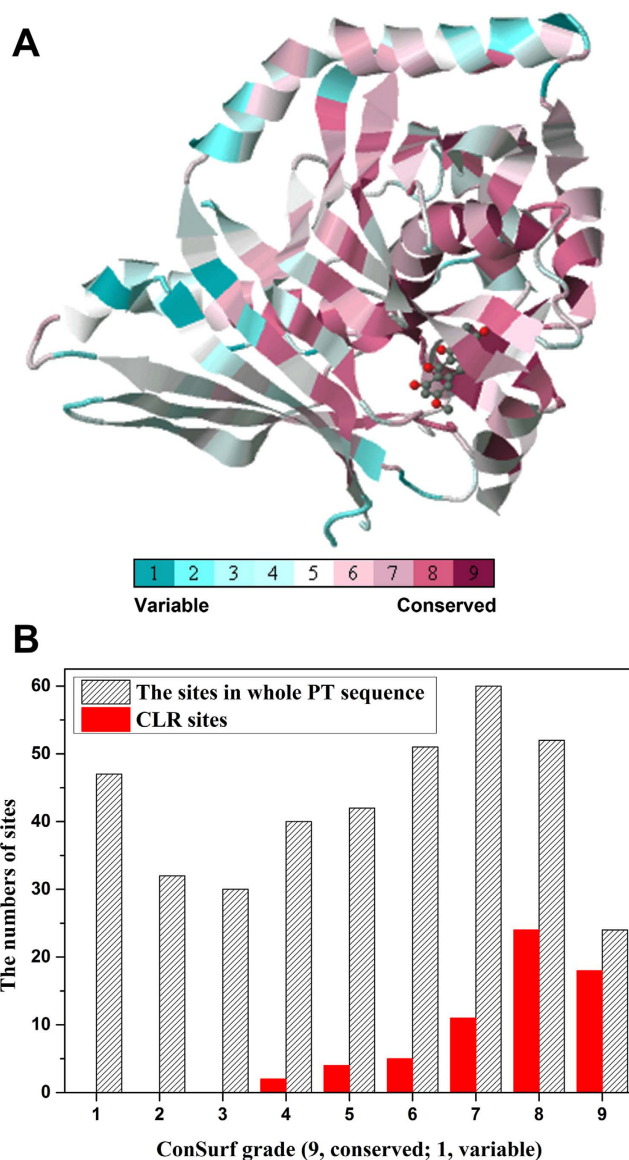 A
1 2 3 4 5 6 7 8 9
Variable Conserved
B
The sites in whole PT sequence
CLR sites
60
50
40
30
20
10
0
The numbers of sites
1 2 3 4 5 6 7 8 9
ConSurf grade (9, conserved; 1, variable)